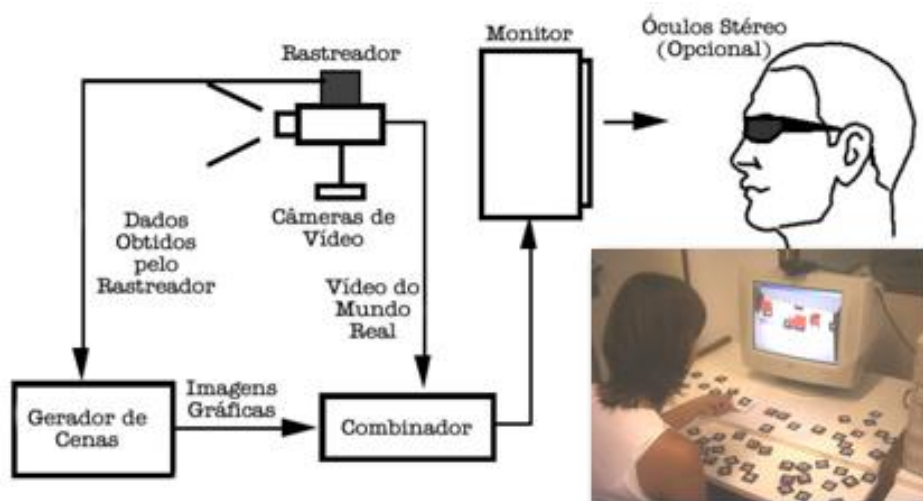 Rastreador
Monitor
Óculos Stéreo
(Opcional)
Câmeras de
Vídeo
Dados
Obtidos
pelo
Rastreador
Vídeo do
Mundo
Real
Imagens
Gráficas
Gerador de
Cenas
Combinador